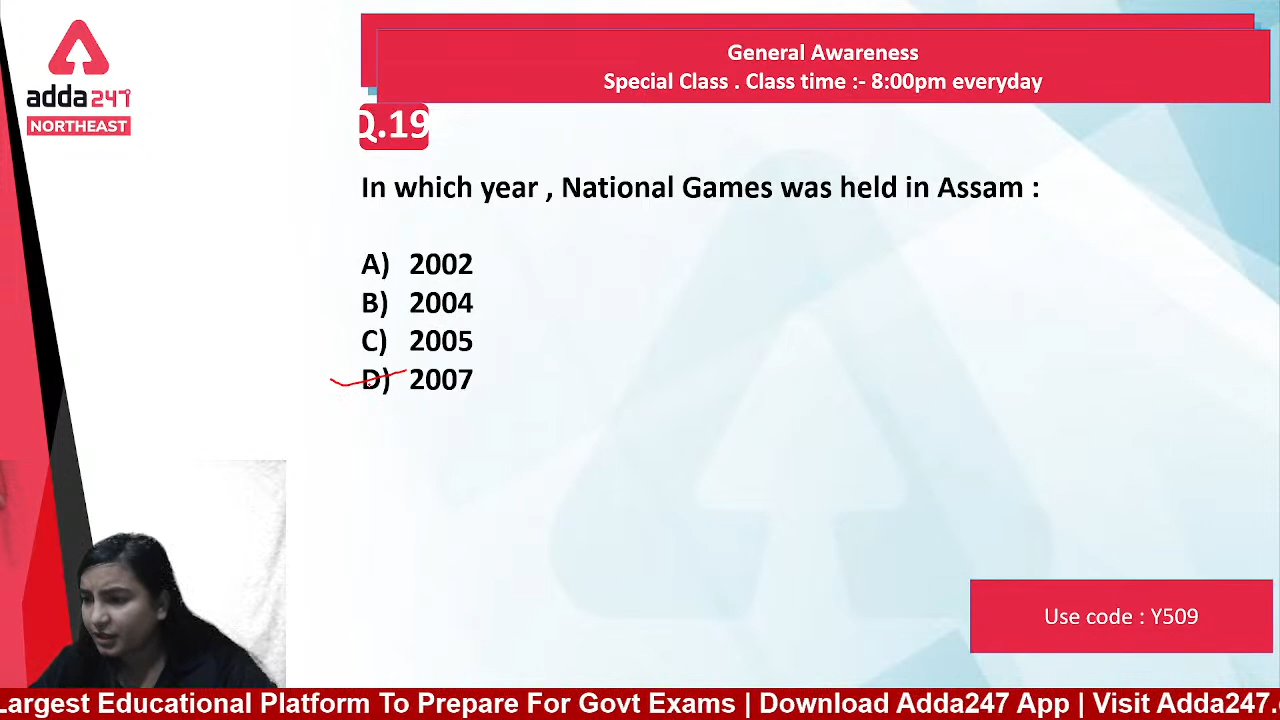 General Awareness
Special Class . Class time :- 8:00pm everyday
adda247
NORTHEAST
Q.19
In which year , National Games was held in Assam :
A) 2002
B) 2004
C) 2005
D) 2007
Use code : Y509
Largest Educational Platform To Prepare For Govt Exams | Download Adda247 App | Visit Adda247.